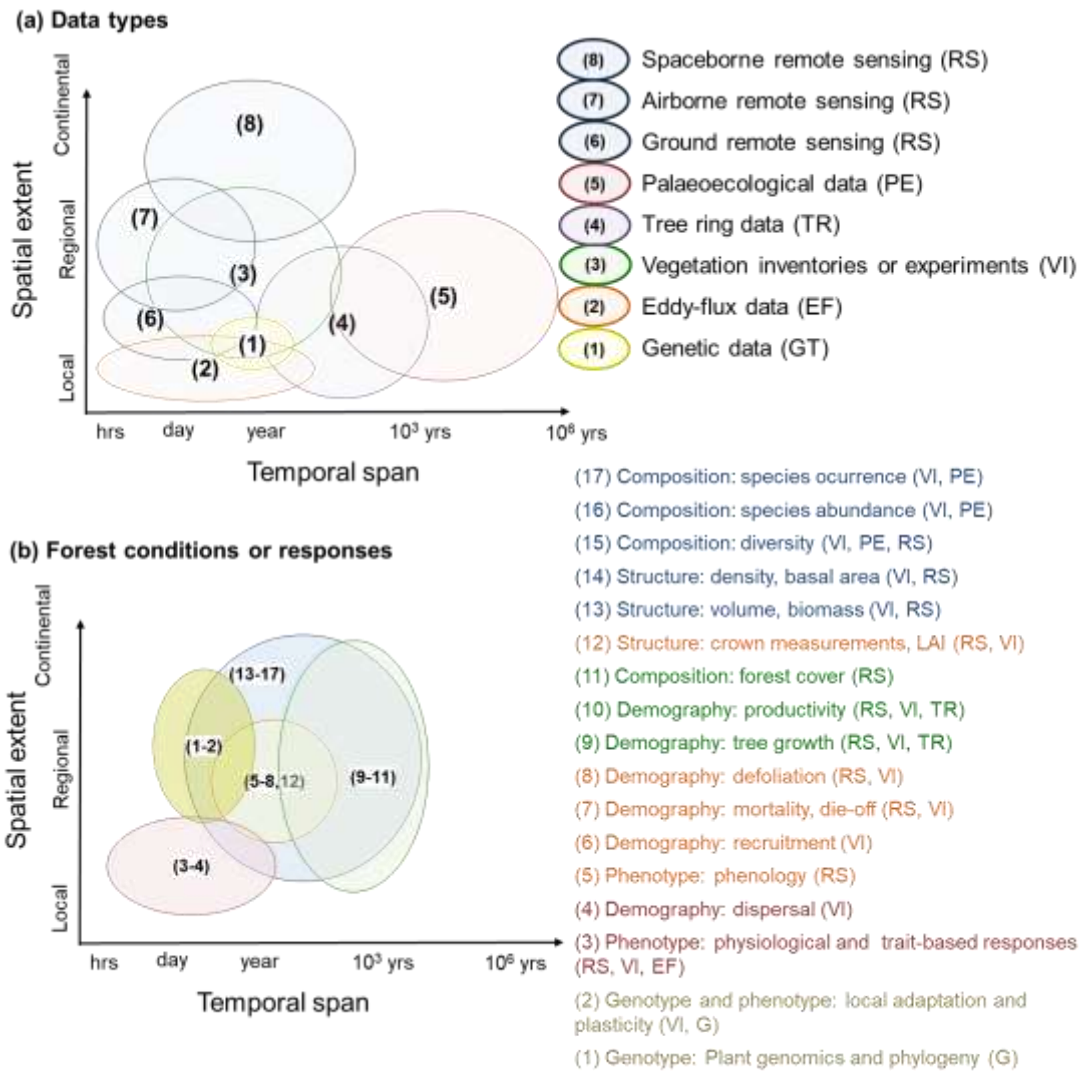 (a) Data types
Spatial extent
Continental
Regional
Local
(8)
(7)
(3)
(6)
(5)
(4)
(1)
(2)
hrs day year 10³ yrs 10⁶ yrs
Temporal span
(8) Spaceborne remote sensing (RS)
(7) Airborne remote sensing (RS)
(6) Ground remote sensing (RS)
(5) Palaeoecological data (PE)
(4) Tree ring data (TR)
(3) Vegetation inventories or experiments (VI)
(2) Eddy-flux data (EF)
(1) Genetic data (GT)
(b) Forest conditions or responses
Spatial extent
Continental
Regional
Local
(13-17)
(1-2)
(5-8,12)
(9-11)
(3-4)
hrs day year 10³ yrs 10⁶ yrs
Temporal span
(17) Composition: species ocurrence (VI, PE)
(16) Composition: species abundance (VI, PE)
(15) Composition: diversity (VI, PE, RS)
(14) Structure: density, basal area (VI, RS)
(13) Structure: volume, biomass (VI, RS)
(12) Structure: crown measurements, LAI (RS, VI)
(11) Composition: forest cover (RS)
(10) Demography: productivity (RS, VI, TR)
(9) Demography: tree growth (RS, VI, TR)
(8) Demography: defoliation (RS, VI)
(7) Demography: mortality, die-off (RS, VI)
(6) Demography: recruitment (VI)
(5) Phenotype: phenology (RS)
(4) Demography: dispersal (VI)
(3) Phenotype: physiological and trait-based responses
(RS, VI, EF)
(2) Genotype and phenotype: local adaptation and
plasticity (VI, G)
(1) Genotype: Plant genomics and phylogeny (G)